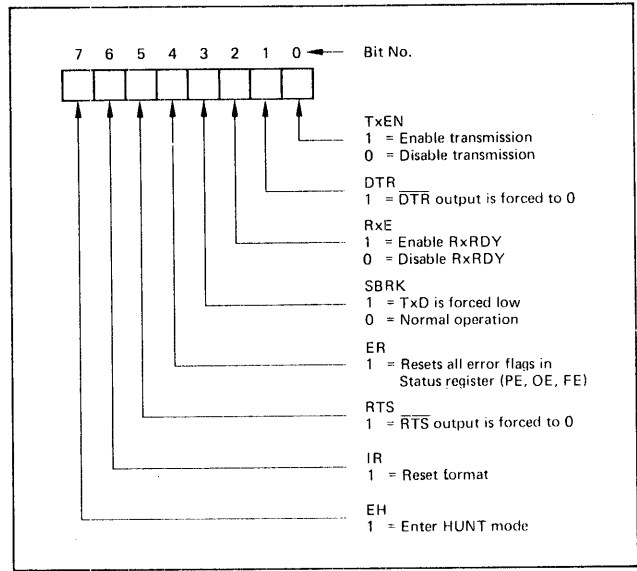 7 6 5 4 3 2 1 0 Bit No.
TxEN
1 = Enable transmission
0 = Disable transmission
DTR
1 = D̅T̅R̅ output is forced to 0
RxE
1 = Enable RxRDY
0 = Disable RxRDY
SBRK
1 = TxD is forced low
0 = Normal operation
ER
1 = Resets all error flags in
Status register (PE, OE, FE)
RTS
1 = R̅T̅S̅ output is forced to 0
IR
1 = Reset format
EH
1 = Enter HUNT mode